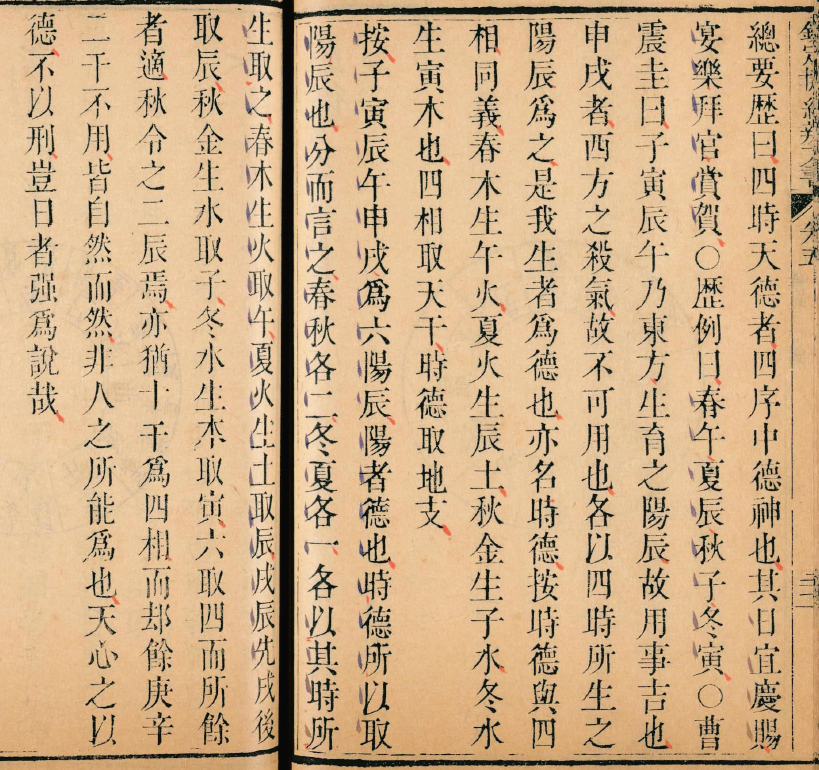 總要歴曰四時天德者四序中德神也其日宜慶賜
宴樂拜官賞賀○歴例曰春午夏辰秋子冬寅○曹
震圭曰子寅辰午乃東方生育之陽辰故用事吉也
申戌者西方之殺氣故不可用也各以四時所生之
陽辰爲之是我生者爲德也亦名時德按時德與四
相同義春木生午火夏火生辰土秋金生子水冬水
生寅木也四相取天干時德取地支
按子寅辰午申戌爲六陽辰陽者德也時德所以取
陽辰也分而言之春秋各二冬夏各一各以其時所
生取之春木生火取午夏火生土取辰戌辰先戌後
取辰秋金生水取子冬水生木取寅六取四而所餘
者適秋令之二辰焉亦猶十干爲四相而却餘庚辛
二干不用皆自然而然非人之所能爲也天心之以
德不以刑豈日者强爲說哉